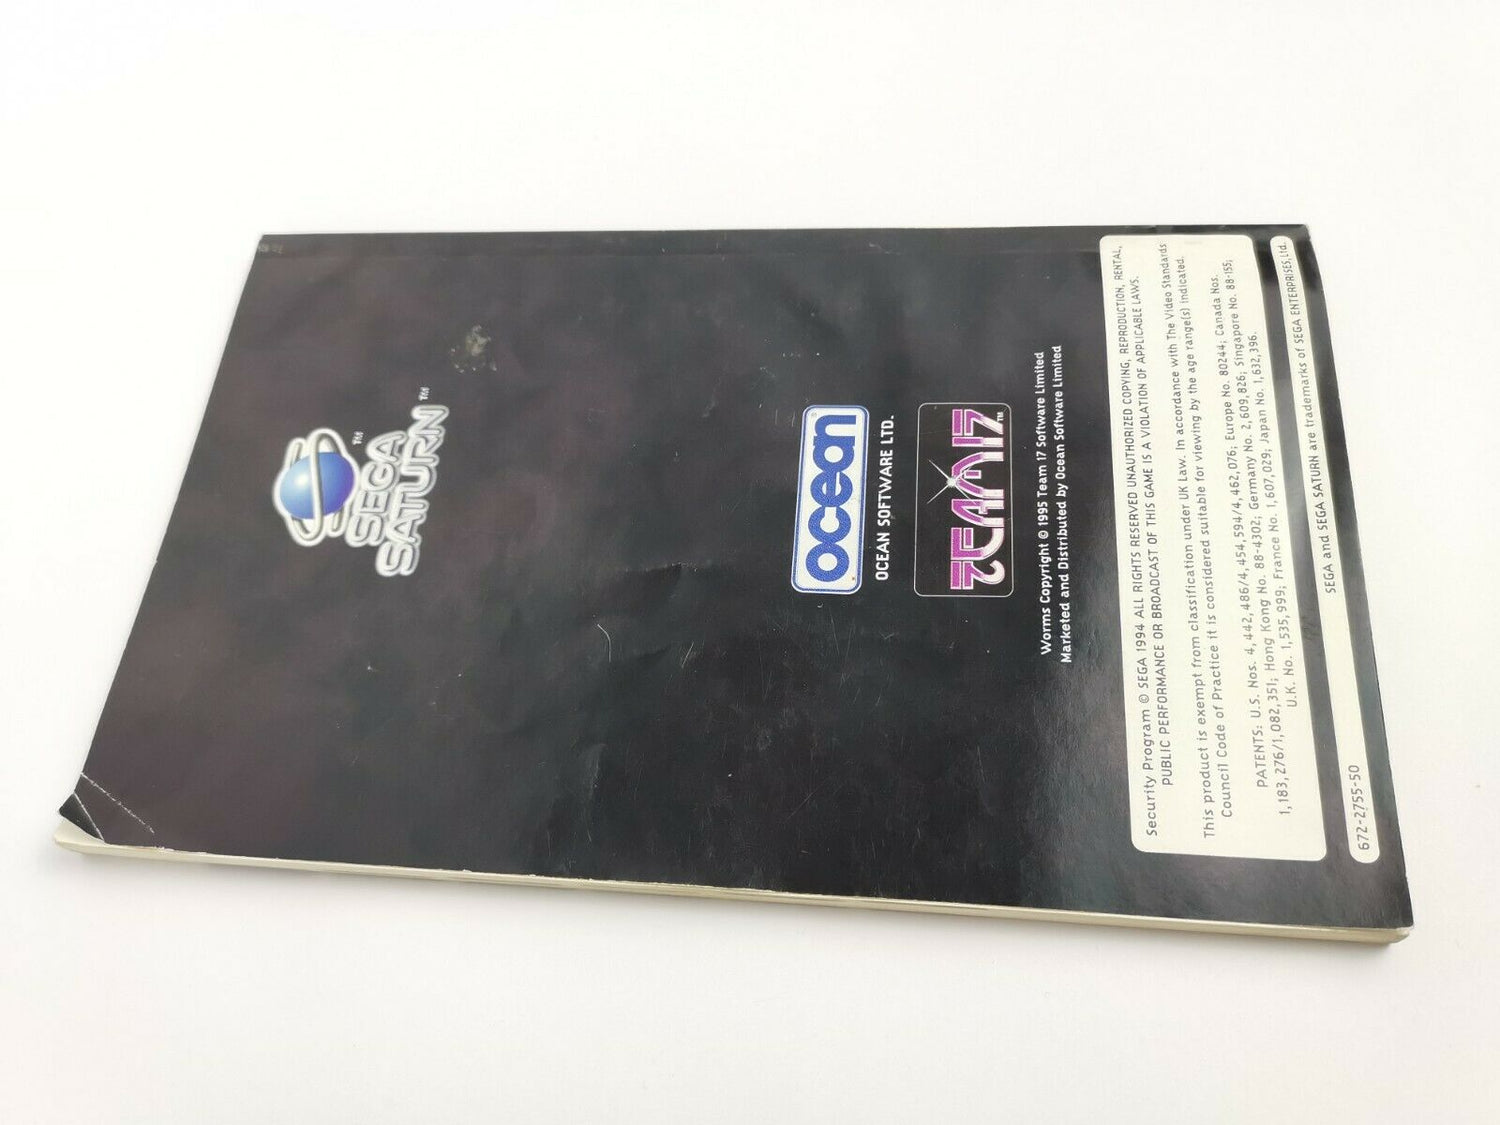 SEGA
SATURN™
™
ocean®
OCEAN SOFTWARE LTD.
TEAM17™
Worms Copyright © 1995 Team 17 Software Limited
Marketed and Distributed by Ocean Software Limited
Security Program © SEGA 1994 ALL RIGHTS RESERVED UNAUTHORIZED COPYING, REPRODUCTION, RENTAL,
PUBLIC PERFORMANCE OR BROADCAST OF THIS GAME IS A VIOLATION OF APPLICABLE LAWS.
This product is exempt from classification under UK Law. In accordance with The Video Standards
Council Code of Practice it is considered suitable for viewing by the age range(s) indicated.
PATENTS: U.S. Nos. 4,442,486/4,454,594/4,462,076; Europe No. 80244; Canada Nos.
1,183,276/1,082,351; Hong Kong No. 88-4302; Germany No. 2,609,826; Singapore No. 88-155;
U.K. No. 1,535,999; France No. 1,607,029; Japan No. 1,632,396.
672-2755-50
SEGA and SEGA SATURN are trademarks of SEGA ENTERPRISES, Ltd.